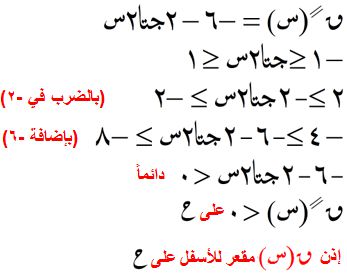 ق//(س) = -٦ - ٢جتا٢س
-١ ≤ جتا٢س ≤ ١
٢ ≥ -٢جتا٢س ≥ -٢ (بالضرب في -٢)
-٤ ≥ -٦ - ٢جتا٢س ≥ -٨ (بإضافة -٦)
-٦ - ٢جتا٢س < ٠ دائماً
ق//(س) < ٠ على ح
إذن ق(س) مقعر للأسفل على ح